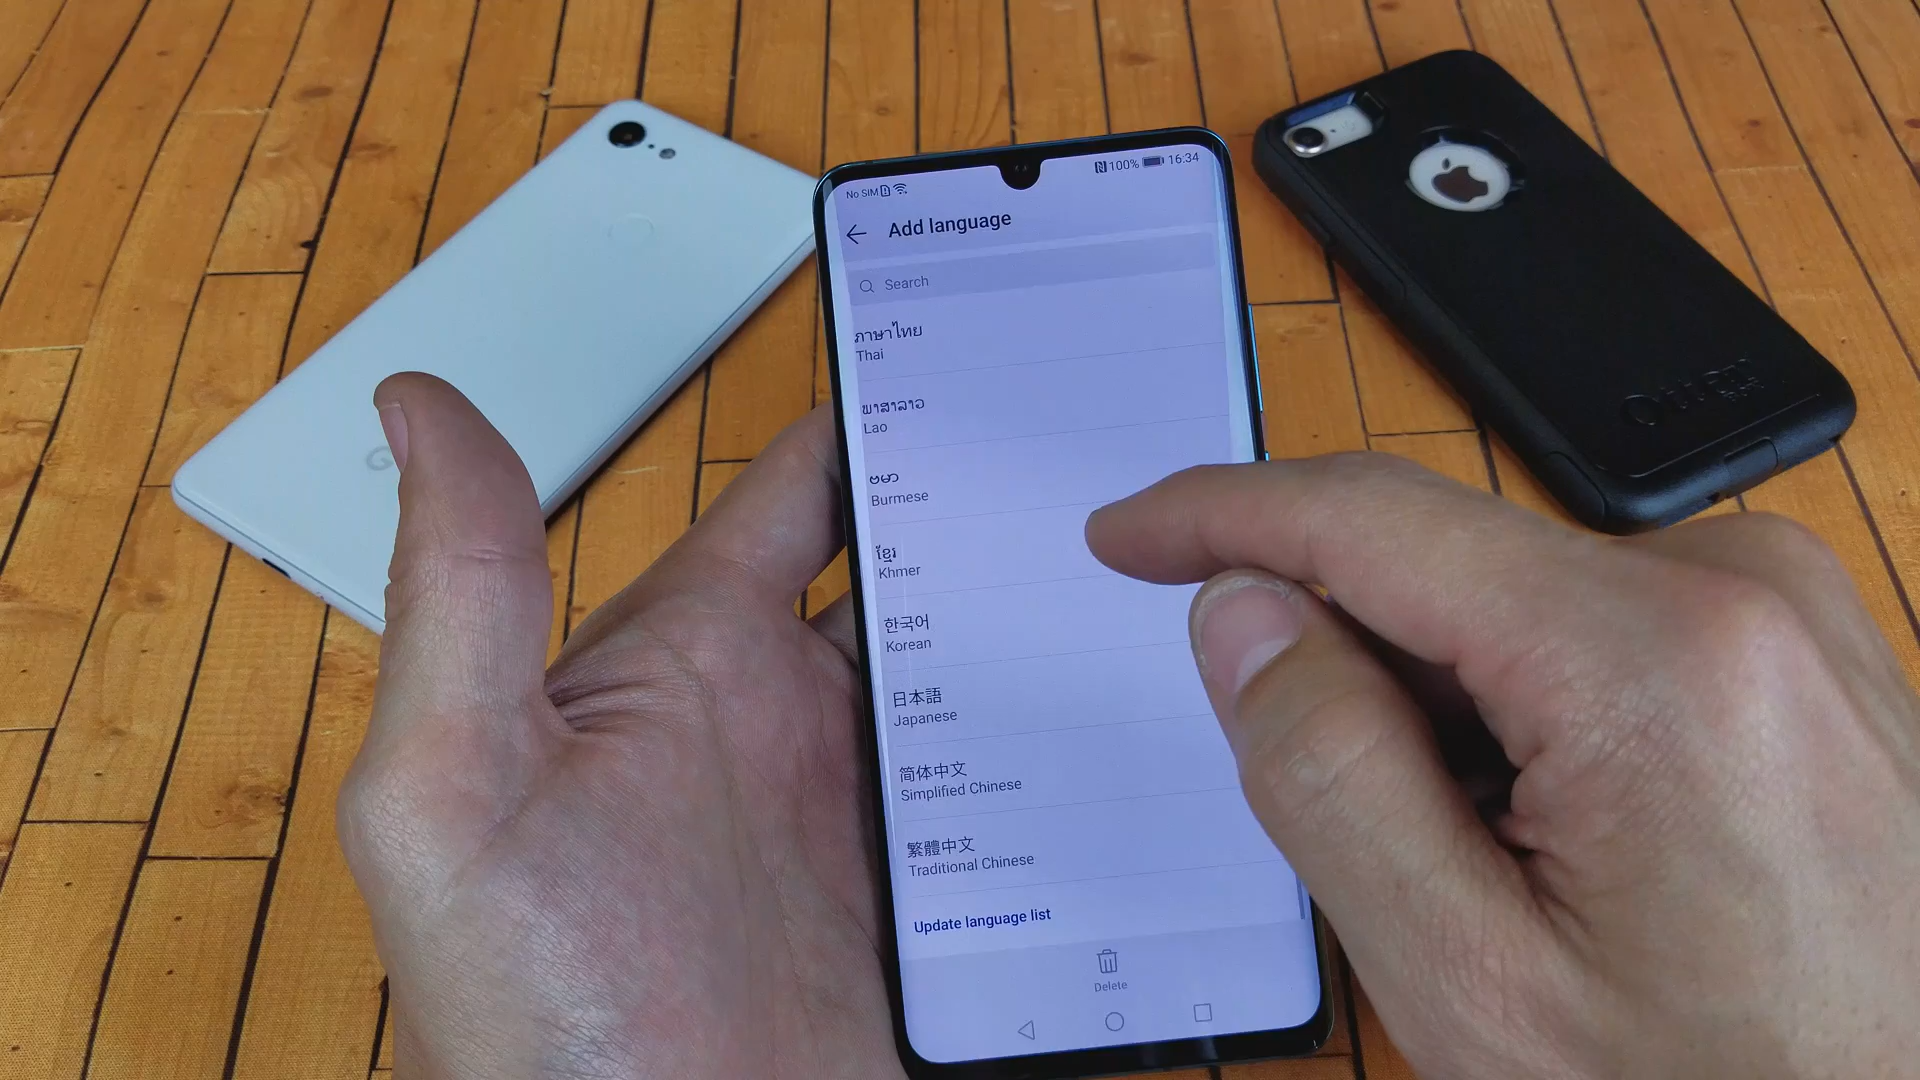 No SIM
100% 16:34
Add language
Search
ภาษาไทย
Thai
ພາສາລາວ
Lao
ဗမာ
Burmese
ខ្មែរ
Khmer
한국어
Korean
日本語
Japanese
简体中文
Simplified Chinese
繁體中文
Traditional Chinese
Update language list
Delete
G
OtterBox